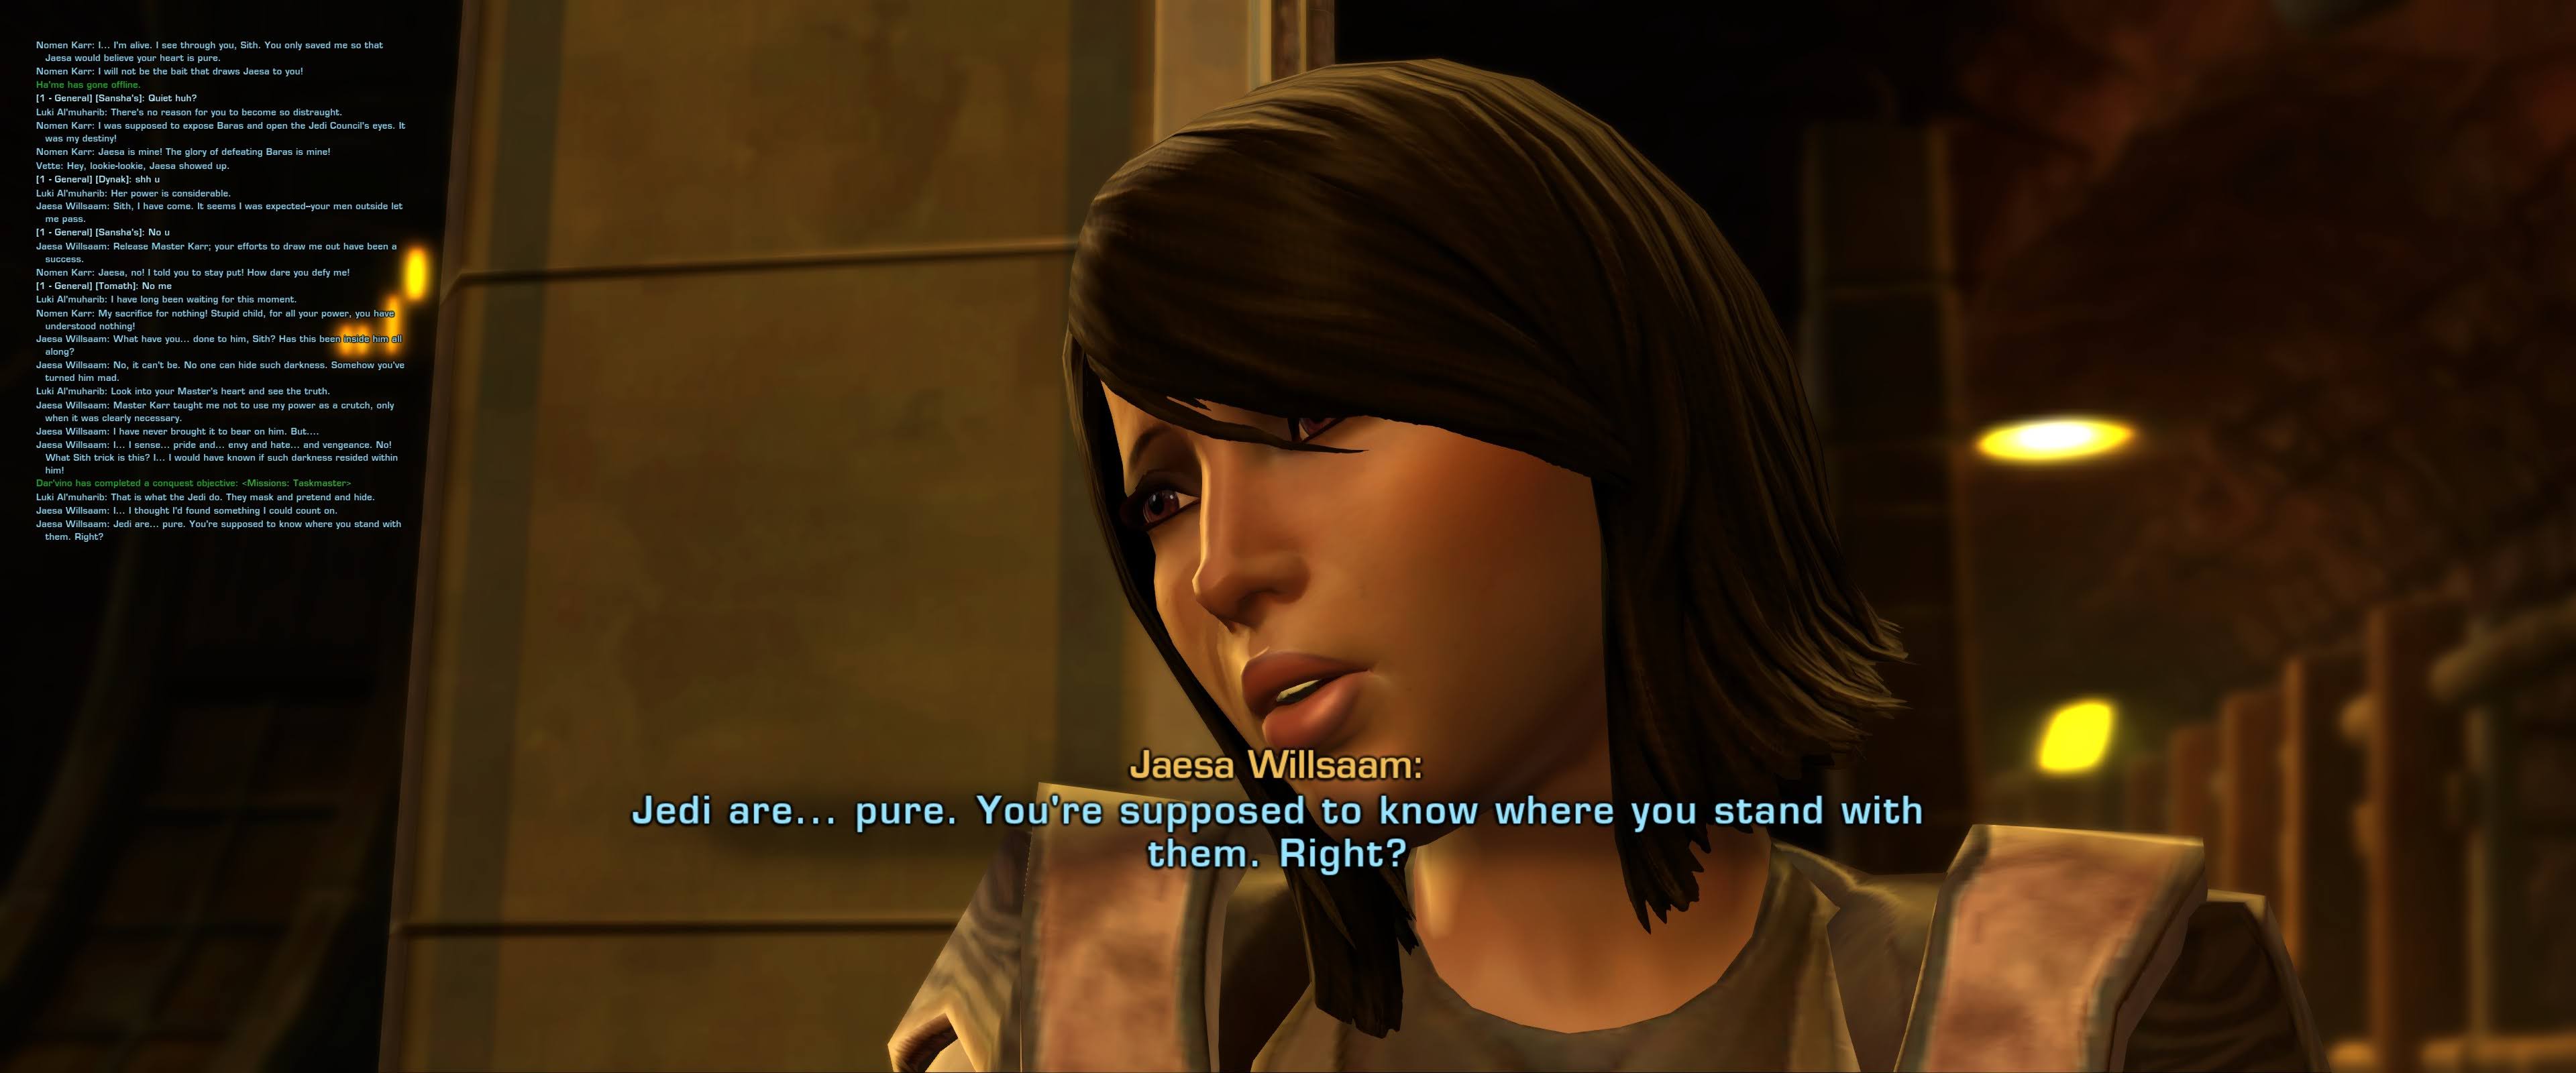 Nomen Karr: I... I'm alive. I see through you, Sith. You only saved me so that
Jaesa would believe your heart is pure.
Nomen Karr: I will not be the bait that draws Jaesa to you!
Ha'me has gone offline.
[1 - General] [Sansha's]: Quiet huh?
Luki Al'muharib: There's no reason for you to become so distraught.
Nomen Karr: I was supposed to expose Baras and open the Jedi Council's eyes. It
was my destiny!
Nomen Karr: Jaesa is mine! The glory of defeating Baras is mine!
Vette: Hey, lookie-lookie, Jaesa showed up.
[1 - General] [Dynak]: shh u
Luki Al'muharib: Her power is considerable.
Jaesa Willsaam: Sith, I have come. It seems I was expected—your men outside let
me pass.
[1 - General] [Sansha's]: No u
Jaesa Willsaam: Release Master Karr; your efforts to draw me out have been a
success.
Nomen Karr: Jaesa, no! I told you to stay put! How dare you defy me!
[1 - General] [Tomath]: No me
Luki Al'muharib: I have long been waiting for this moment.
Nomen Karr: My sacrifice for nothing! Stupid child, for all your power, you have
understood nothing!
Jaesa Willsaam: What have you... done to him, Sith? Has this been inside him all
along?
Jaesa Willsaam: No, it can't be. No one can hide such darkness. Somehow you've
turned him mad.
Luki Al'muharib: Look into your Master's heart and see the truth.
Jaesa Willsaam: Master Karr taught me not to use my power as a crutch, only
when it was clearly necessary.
Jaesa Willsaam: I have never brought it to bear on him. But....
Jaesa Willsaam: I... I sense... pride and... envy and hate... and vengeance. No!
What Sith trick is this? I... I would have known if such darkness resided within
him!
Dar'vino has completed a conquest objective: <Missions: Taskmaster>
Luki Al'muharib: That is what the Jedi do. They mask and pretend and hide.
Jaesa Willsaam: I... I thought I'd found something I could count on.
Jaesa Willsaam: Jedi are... pure. You're supposed to know where you stand with
them. Right?
Jaesa Willsaam:
Jedi are... pure. You're supposed to know where you stand with
them. Right?